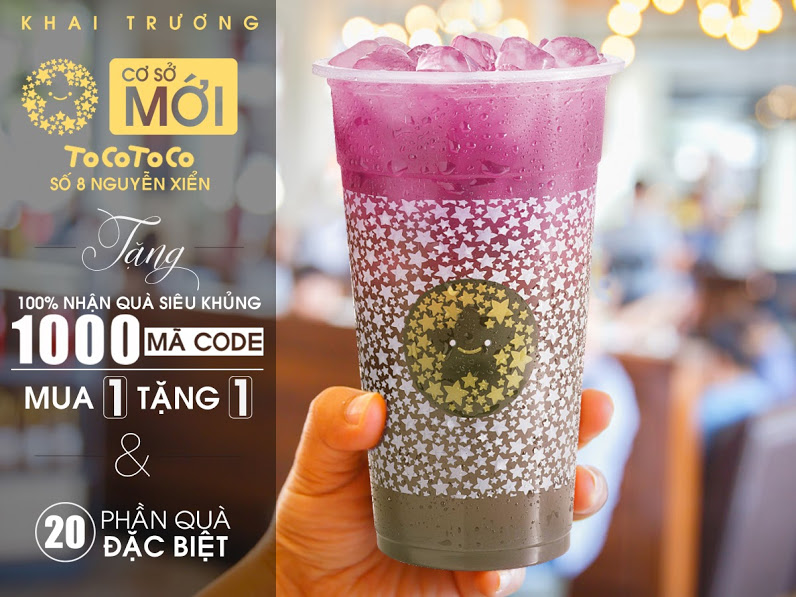 KHAI TRƯƠNG
CƠ SỞ
MỚI
ToCoToCo
SỐ 8 NGUYỄN XIỂN
Tặng
100% NHẬN QUÀ SIÊU KHỦNG
1000 MÃ CODE
MUA 1 TẶNG 1
&
20 PHẦN QUÀ
ĐẶC BIỆT